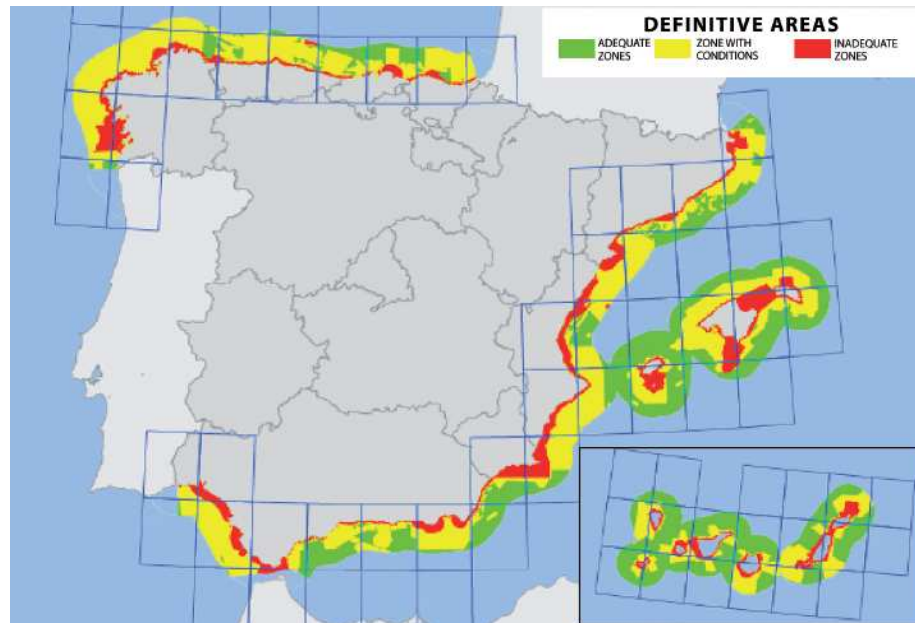 DEFINITIVE AREAS
ADEQUATE
ZONES
ZONE WITH
CONDITIONS
INADEQUATE
ZONES